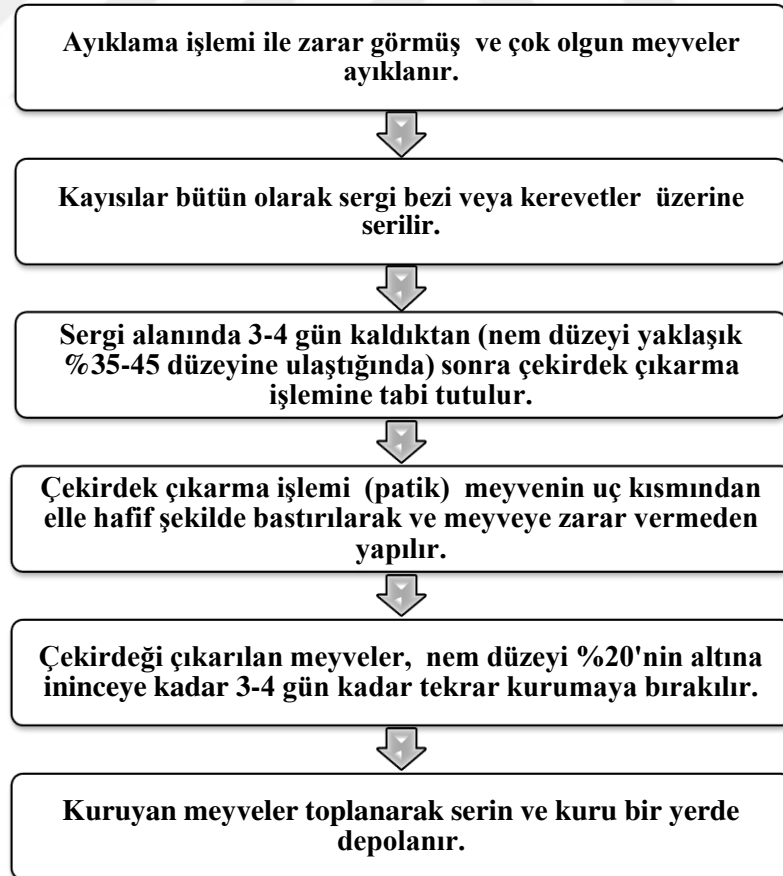 Ayıklama işlemi ile zarar görmüş ve çok olgun meyveler
ayıklanır.
Kayısılar bütün olarak sergi bezi veya kerevetler üzerine
serilir.
Sergi alanında 3-4 gün kaldıktan (nem düzeyi yaklaşık
%35-45 düzeyine ulaştığında) sonra çekirdek çıkarma
işlemine tabi tutulur.
Çekirdek çıkarma işlemi (patik) meyvenin uç kısmından
elle hafif şekilde bastırılarak ve meyveye zarar vermeden
yapılır.
Çekirdeği çıkarılan meyveler, nem düzeyi %20'nin altına
ininceye kadar 3-4 gün kadar tekrar kurumaya bırakılır.
Kuruyan meyveler toplanarak serin ve kuru bir yerde
depolanır.